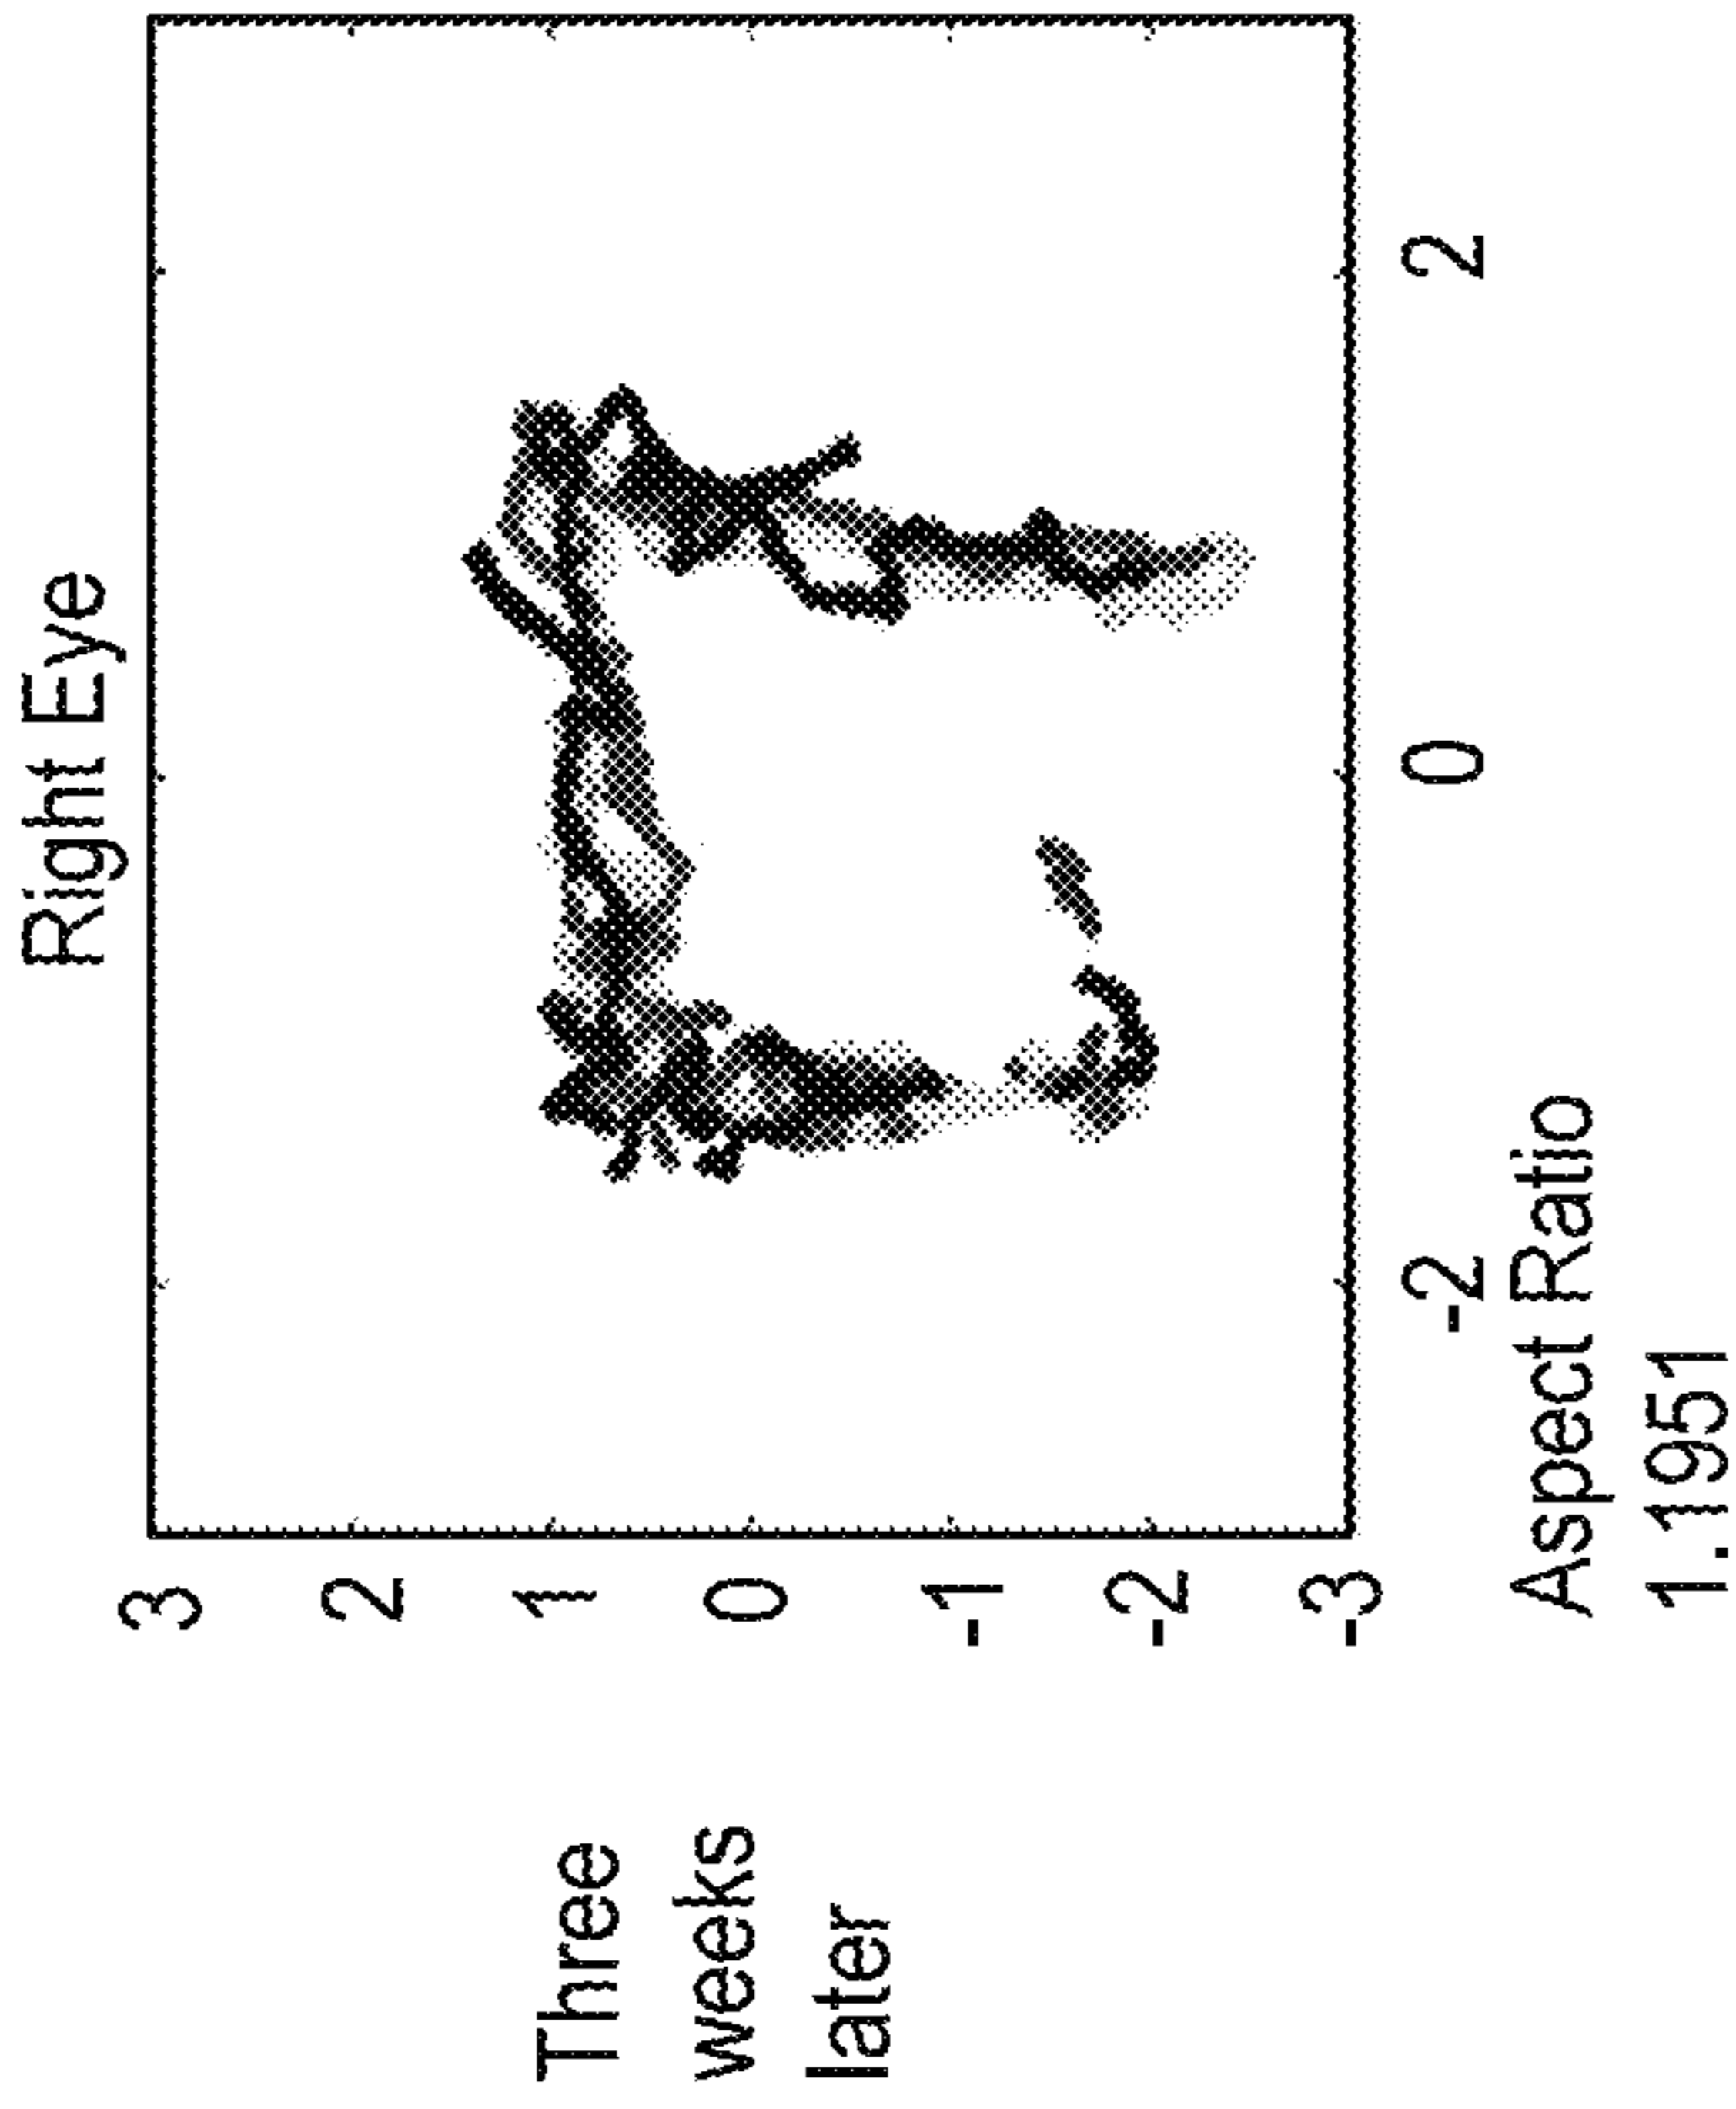 Right Eye
Three
weeks
later
3
2
1
0
-1
-2
-3
-2 0 2
Aspect Ratio
1.1951